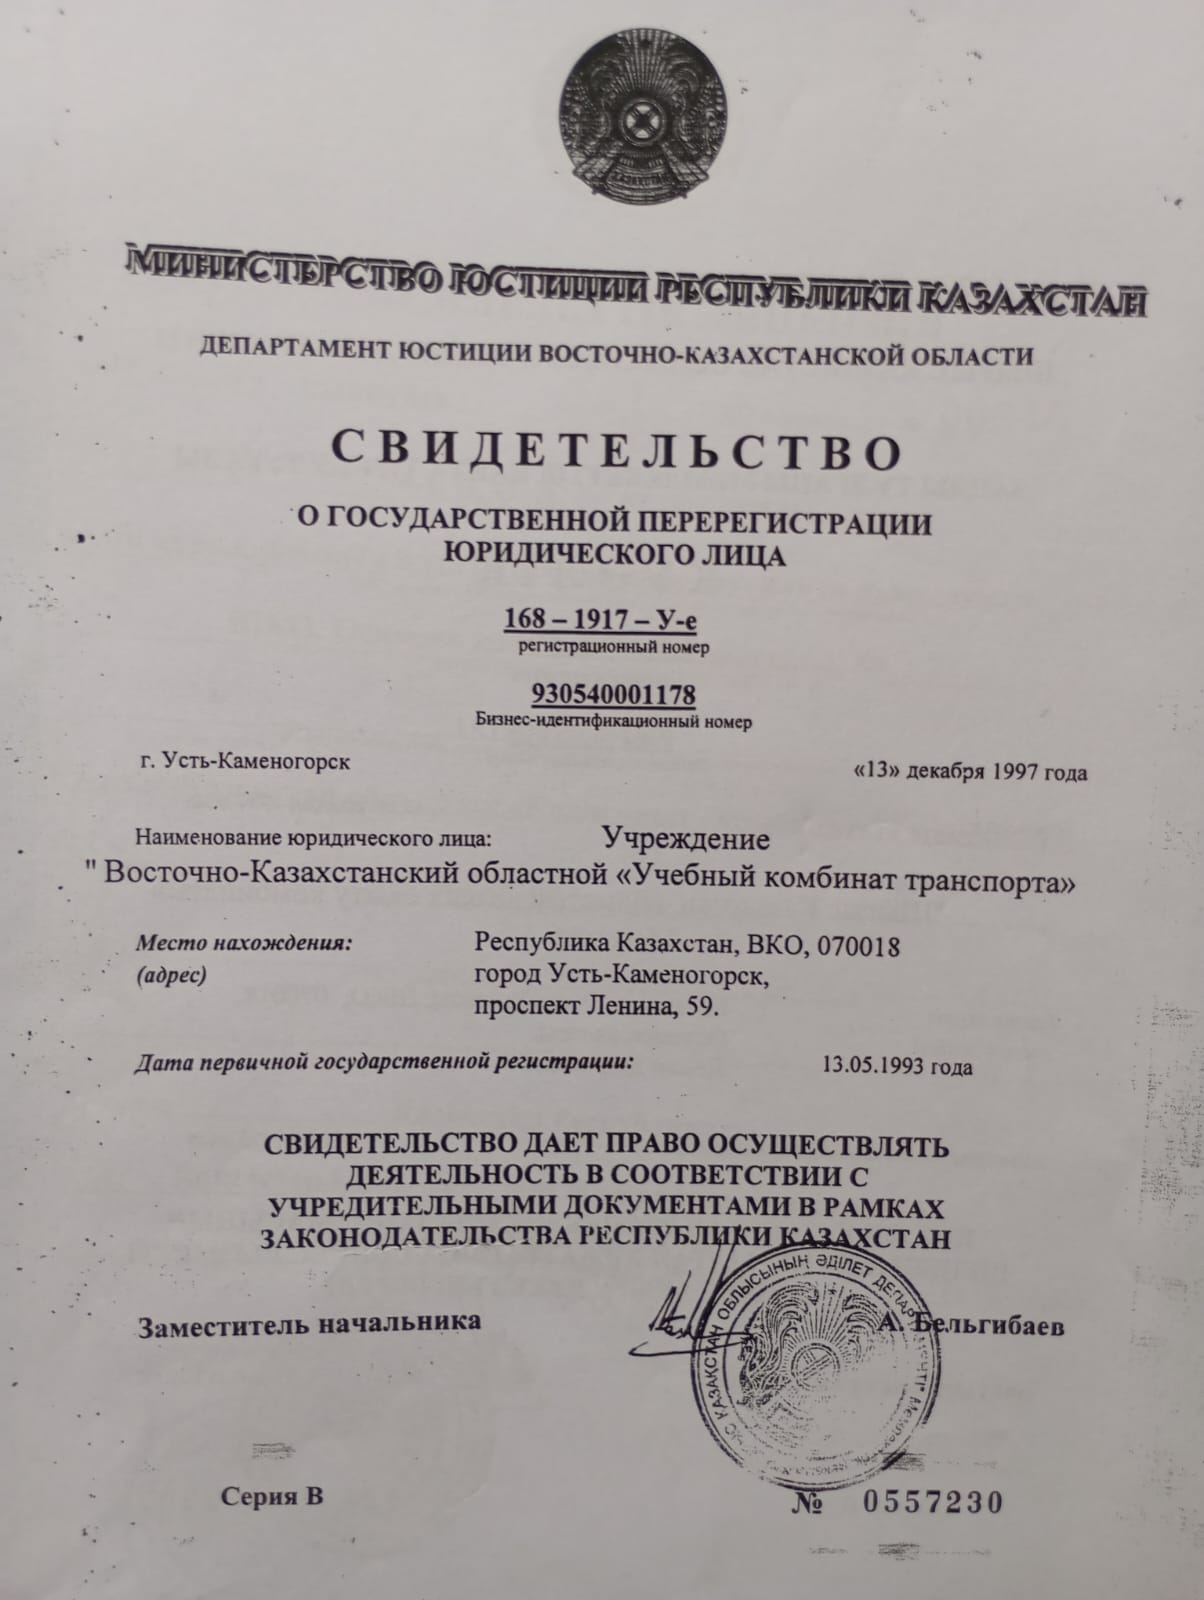 КАЗАКСТАН
МИНИСТЕРСТВО ЮСТИЦИИ РЕСПУБЛИКИ КАЗАХСТАН
ДЕПАРТАМЕНТ ЮСТИЦИИ ВОСТОЧНО-КАЗАХСТАНСКОЙ ОБЛАСТИ
СВИДЕТЕЛЬСТВО
О ГОСУДАРСТВЕННОЙ ПЕРЕРЕГИСТРАЦИИ
ЮРИДИЧЕСКОГО ЛИЦА
168 – 1917 – У-е
регистрационный номер
930540001178
Бизнес-идентификационный номер
г. Усть-Каменогорск «13» декабря 1997 года
Наименование юридического лица: Учреждение
" Восточно-Казахстанский областной «Учебный комбинат транспорта»
Место нахождения: Республика Казахстан, ВКО, 070018
(адрес) город Усть-Каменогорск,
проспект Ленина, 59.
Дата первичной государственной регистрации: 13.05.1993 года
СВИДЕТЕЛЬСТВО ДАЕТ ПРАВО ОСУЩЕСТВЛЯТЬ
ДЕЯТЕЛЬНОСТЬ В СООТВЕТСТВИИ С
УЧРЕДИТЕЛЬНЫМИ ДОКУМЕНТАМИ В РАМКАХ
ЗАКОНОДАТЕЛЬСТВА РЕСПУБЛИКИ КАЗАХСТАН
Заместитель начальника А. Бельгибаев
ҚАЗАҚСТАН ОБЛЫСЫНЫҢ ӘДІЛЕТ
Серия В № 0557230